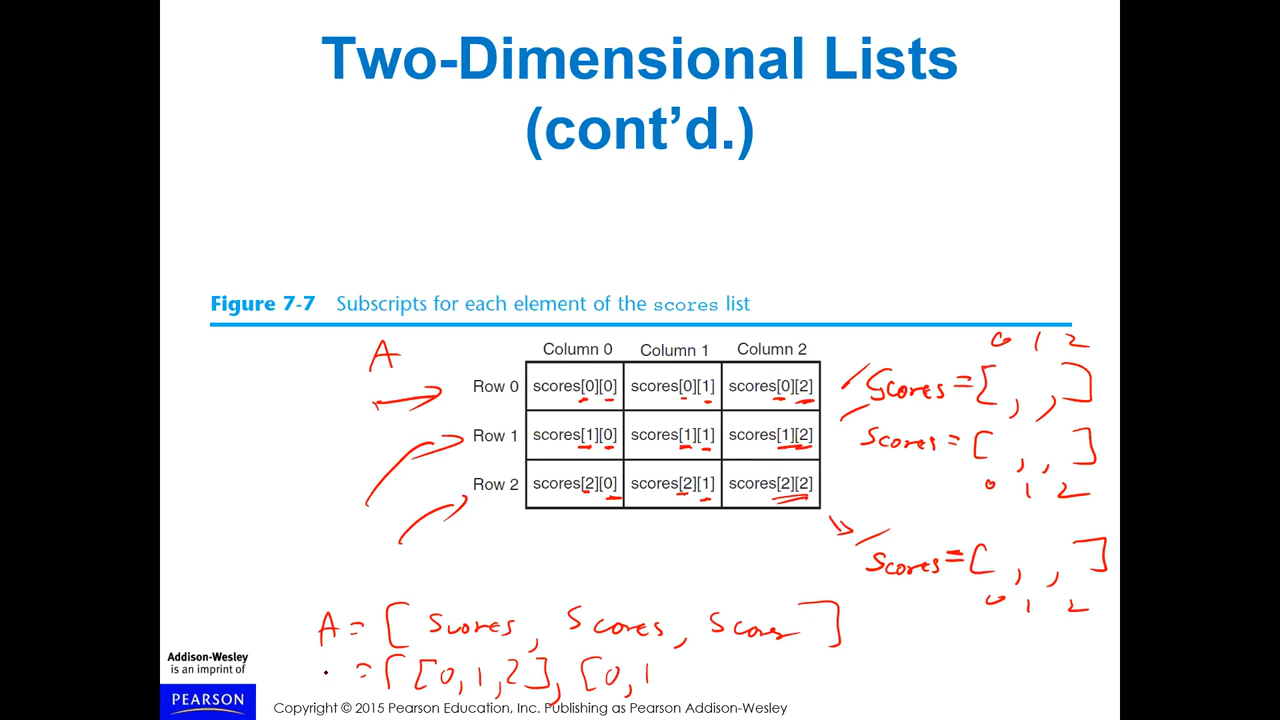 Two-Dimensional Lists
(cont’d.)
Figure 7-7 Subscripts for each element of the scores list
A
Column 0 Column 1 Column 2
Row 0 scores[0][0] scores[0][1] scores[0][2]
Row 1 scores[1][0] scores[1][1] scores[1][2]
Row 2 scores[2][0] scores[2][1] scores[2][2]
0 1 2
Scores = [ , , ]
scores = [ , , ]
0 1 2
scores = [ , , ]
0 1 2
A = [ scores, scores, scores ]
= [ [0,1,2], [0,1
Addison-Wesley
is an imprint of
PEARSON
Copyright © 2015 Pearson Education, Inc. Publishing as Pearson Addison-Wesley